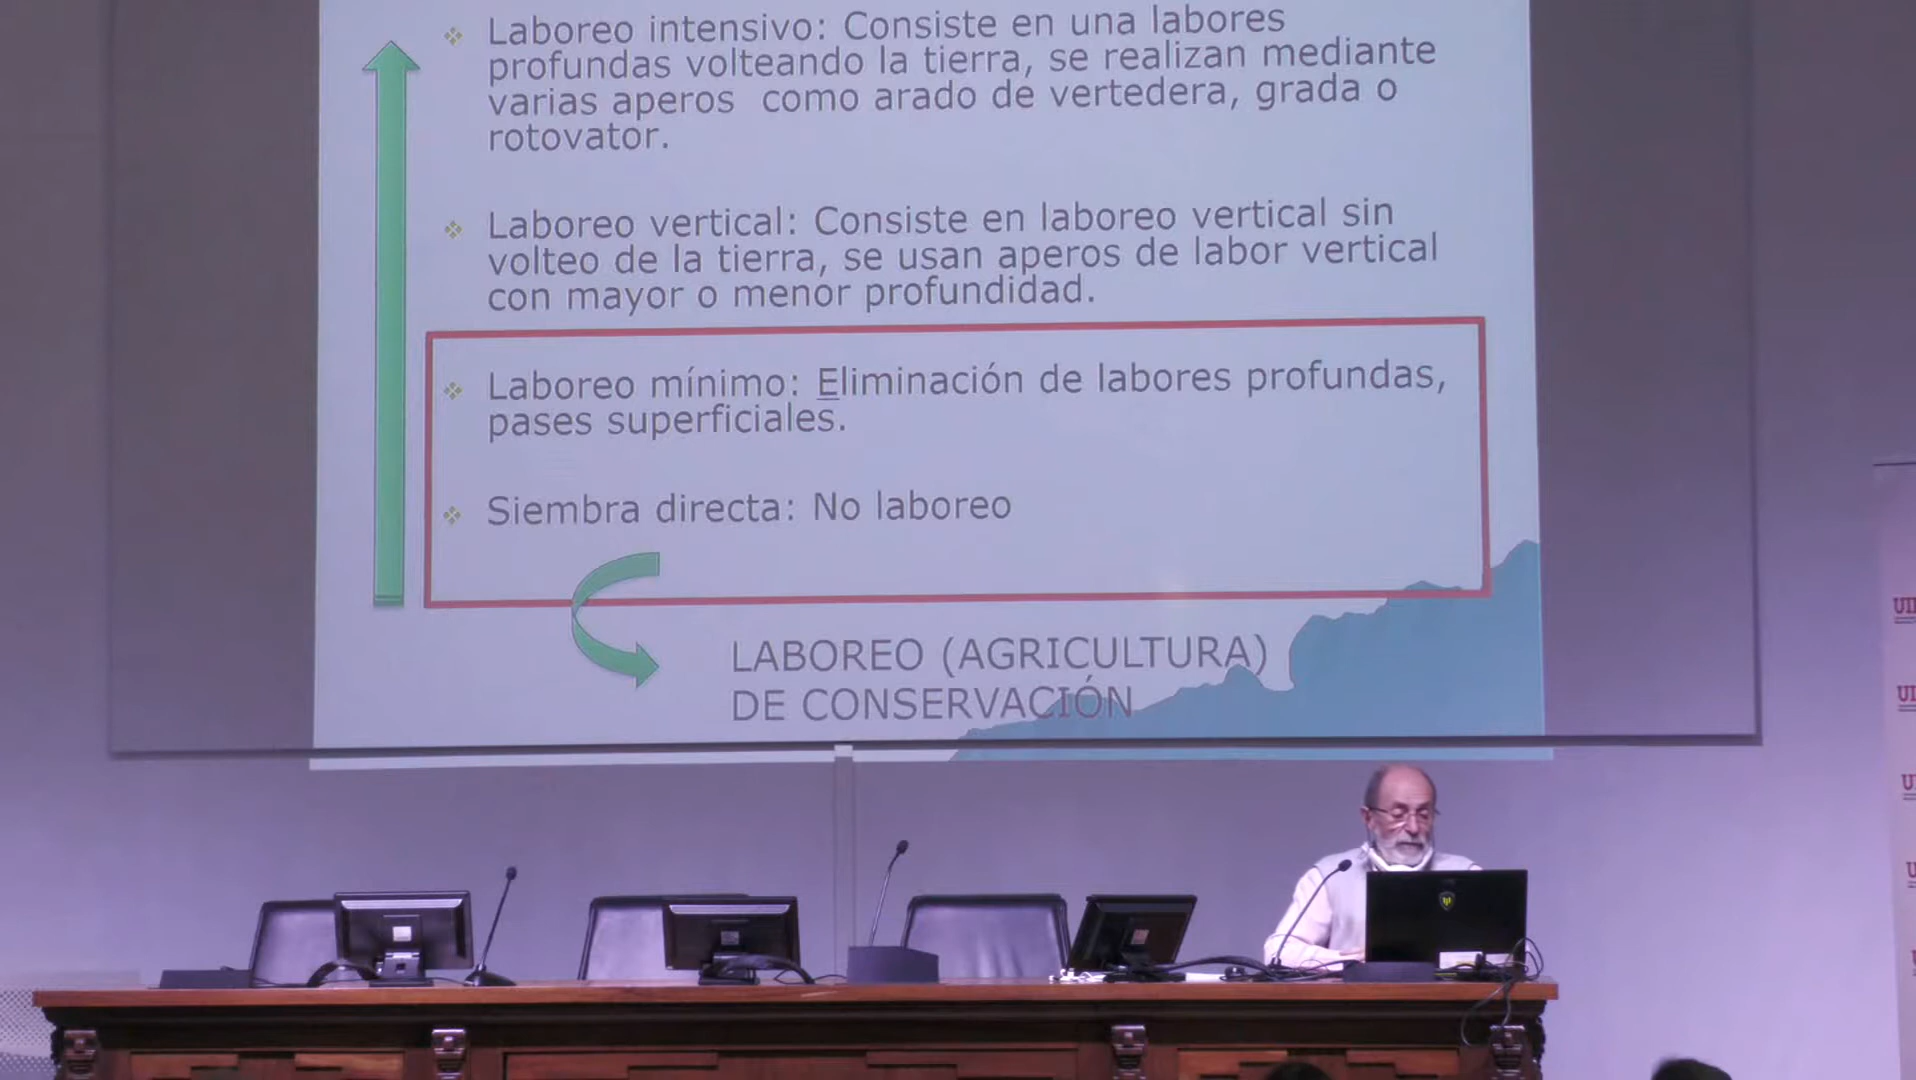 Laboreo intensivo: Consiste en una labores
profundas volteando la tierra, se realizan mediante
varias aperos como arado de vertedera, grada o
rotovator.
Laboreo vertical: Consiste en laboreo vertical sin
volteo de la tierra, se usan aperos de labor vertical
con mayor o menor profundidad.
Laboreo mínimo: Eliminación de labores profundas,
pases superficiales.
Siembra directa: No laboreo
LABOREO (AGRICULTURA)
DE CONSERVACIÓN